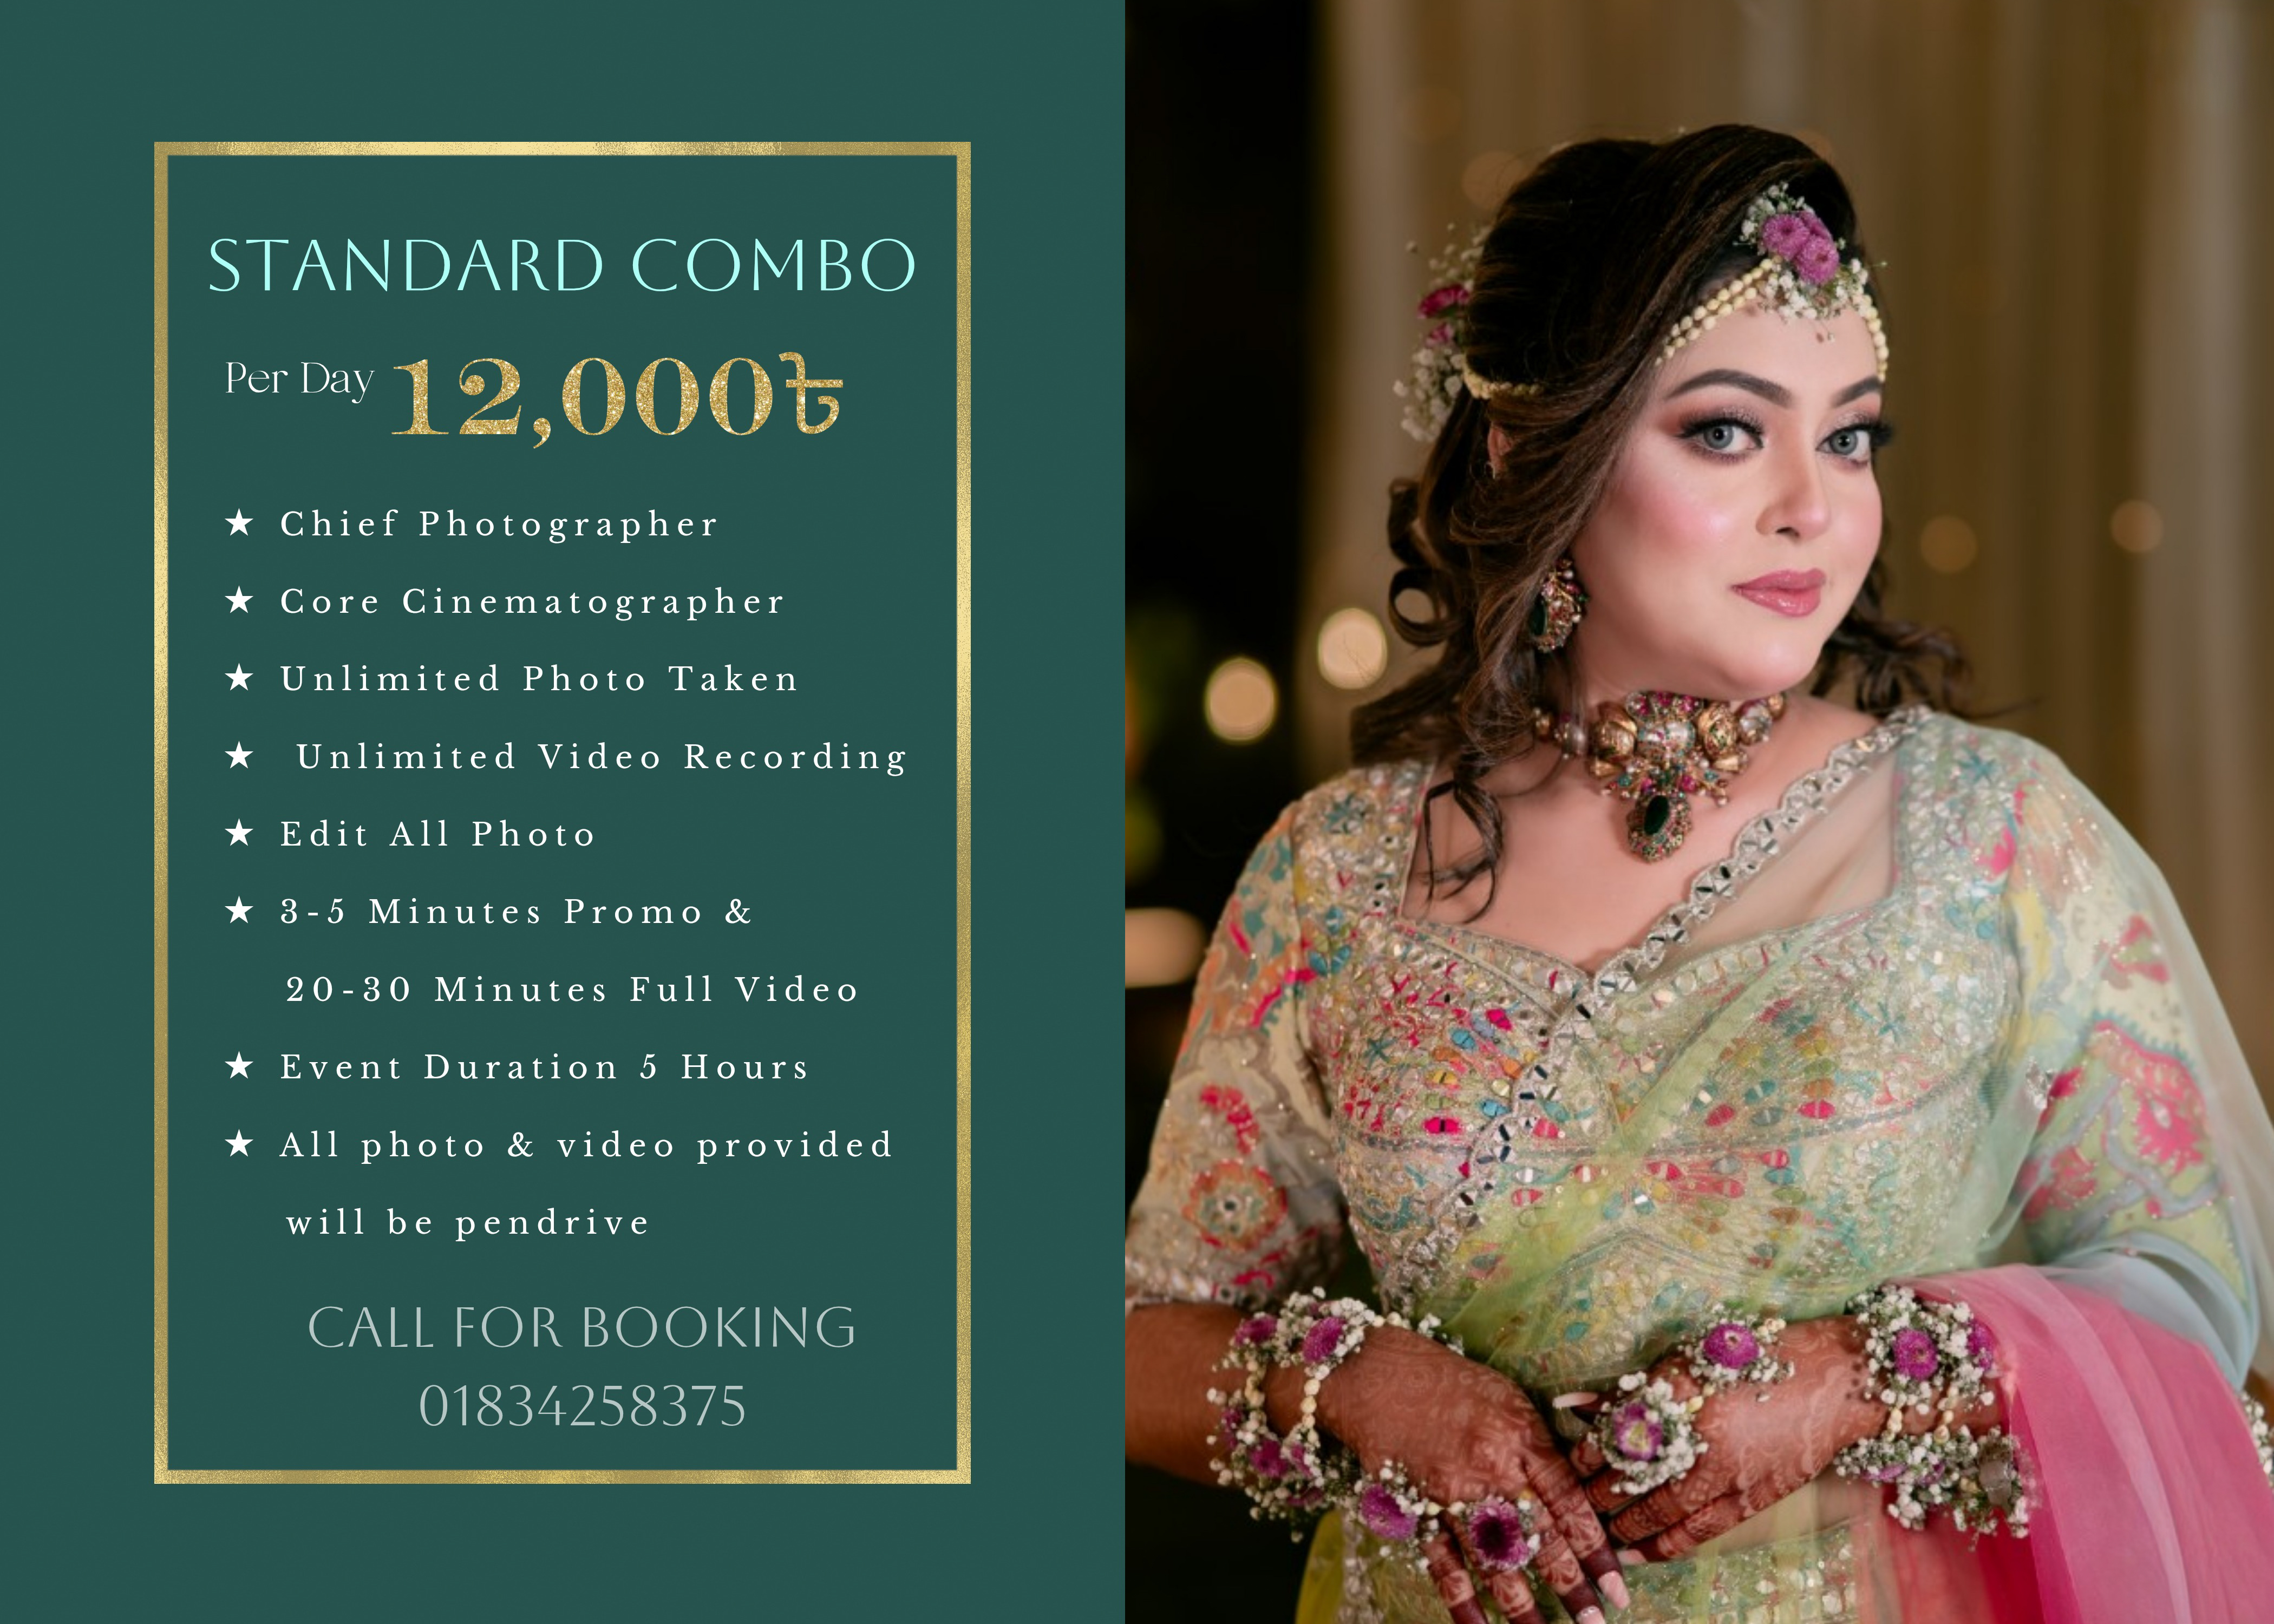 STANDARD COMBO
Per Day 12,000৳
★ Chief Photographer
★ Core Cinematographer
★ Unlimited Photo Taken
★ Unlimited Video Recording
★ Edit All Photo
★ 3-5 Minutes Promo &
20-30 Minutes Full Video
★ Event Duration 5 Hours
★ All photo & video provided
will be pendrive
CALL FOR BOOKING
01834258375